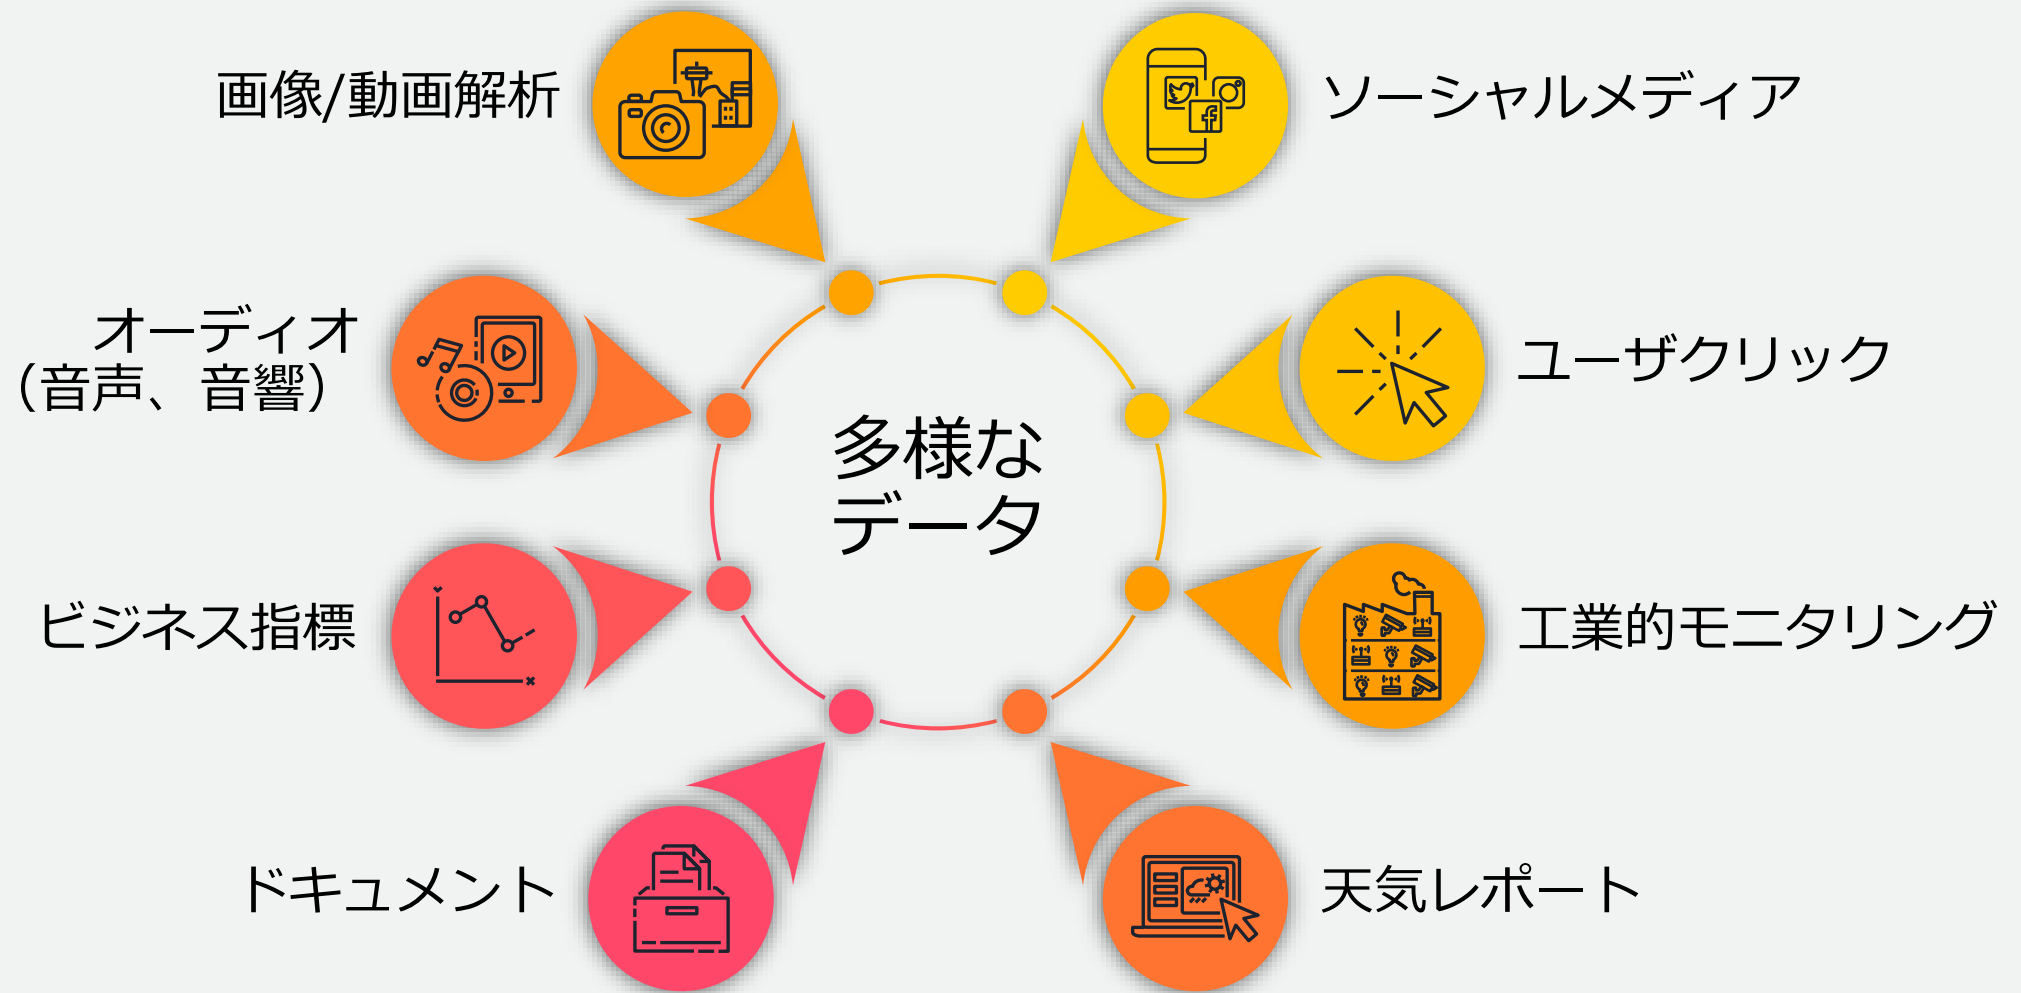 画像/動画解析
ソーシャルメディア
オーディオ
（音声、音響）
ユーザクリック
多様な
データ
ビジネス指標
工業的モニタリング
ドキュメント
天気レポート